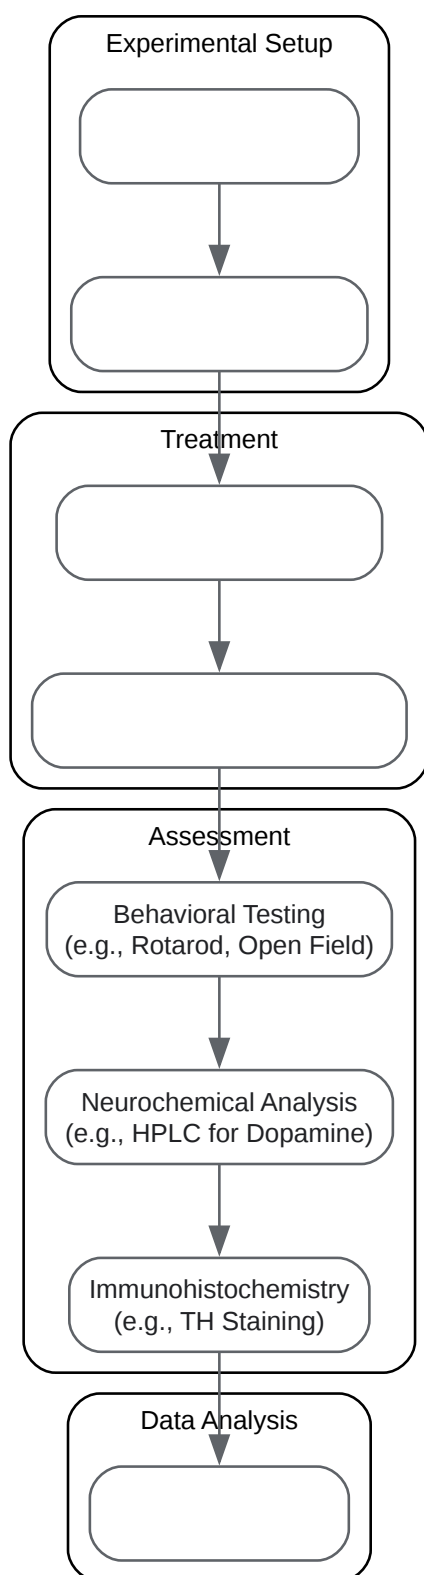 Experimental Setup
Treatment
Assessment
Behavioral Testing
(e.g., Rotarod, Open Field)
Neurochemical Analysis
(e.g., HPLC for Dopamine)
Immunohistochemistry
(e.g., TH Staining)
Data Analysis